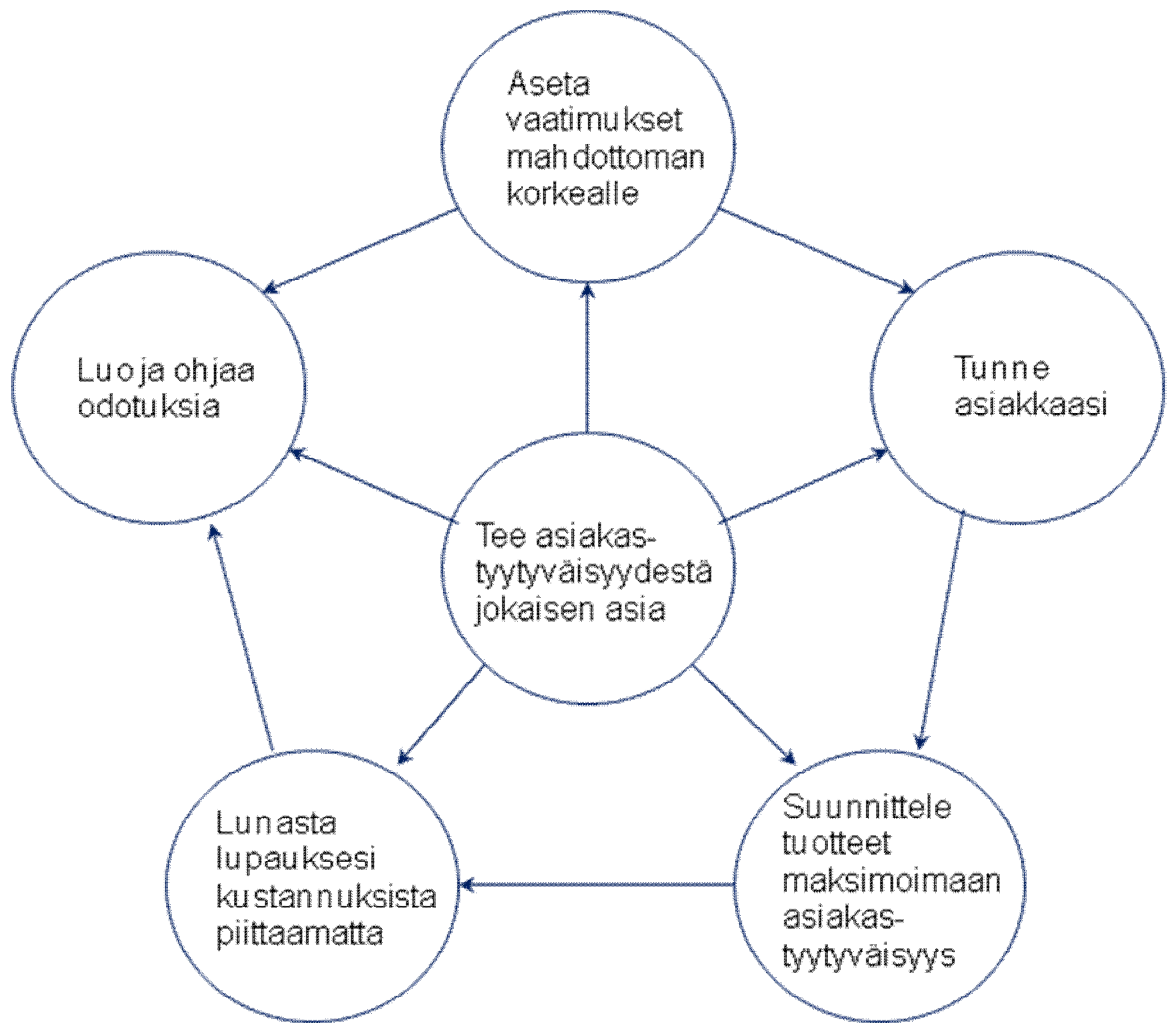 Aseta
vaatimukset
mahdottoman
korkealle
Luo ja ohjaa
odotuksia
Tunne
asiakkaasi
Tee asiakas-
tyytyväisyydestä
jokaisen asia
Lunasta
lupauksesi
kustannuksista
piittaamatta
Suunnittele
tuotteet
maksimoimaan
asiakas-
tyytyväisyys